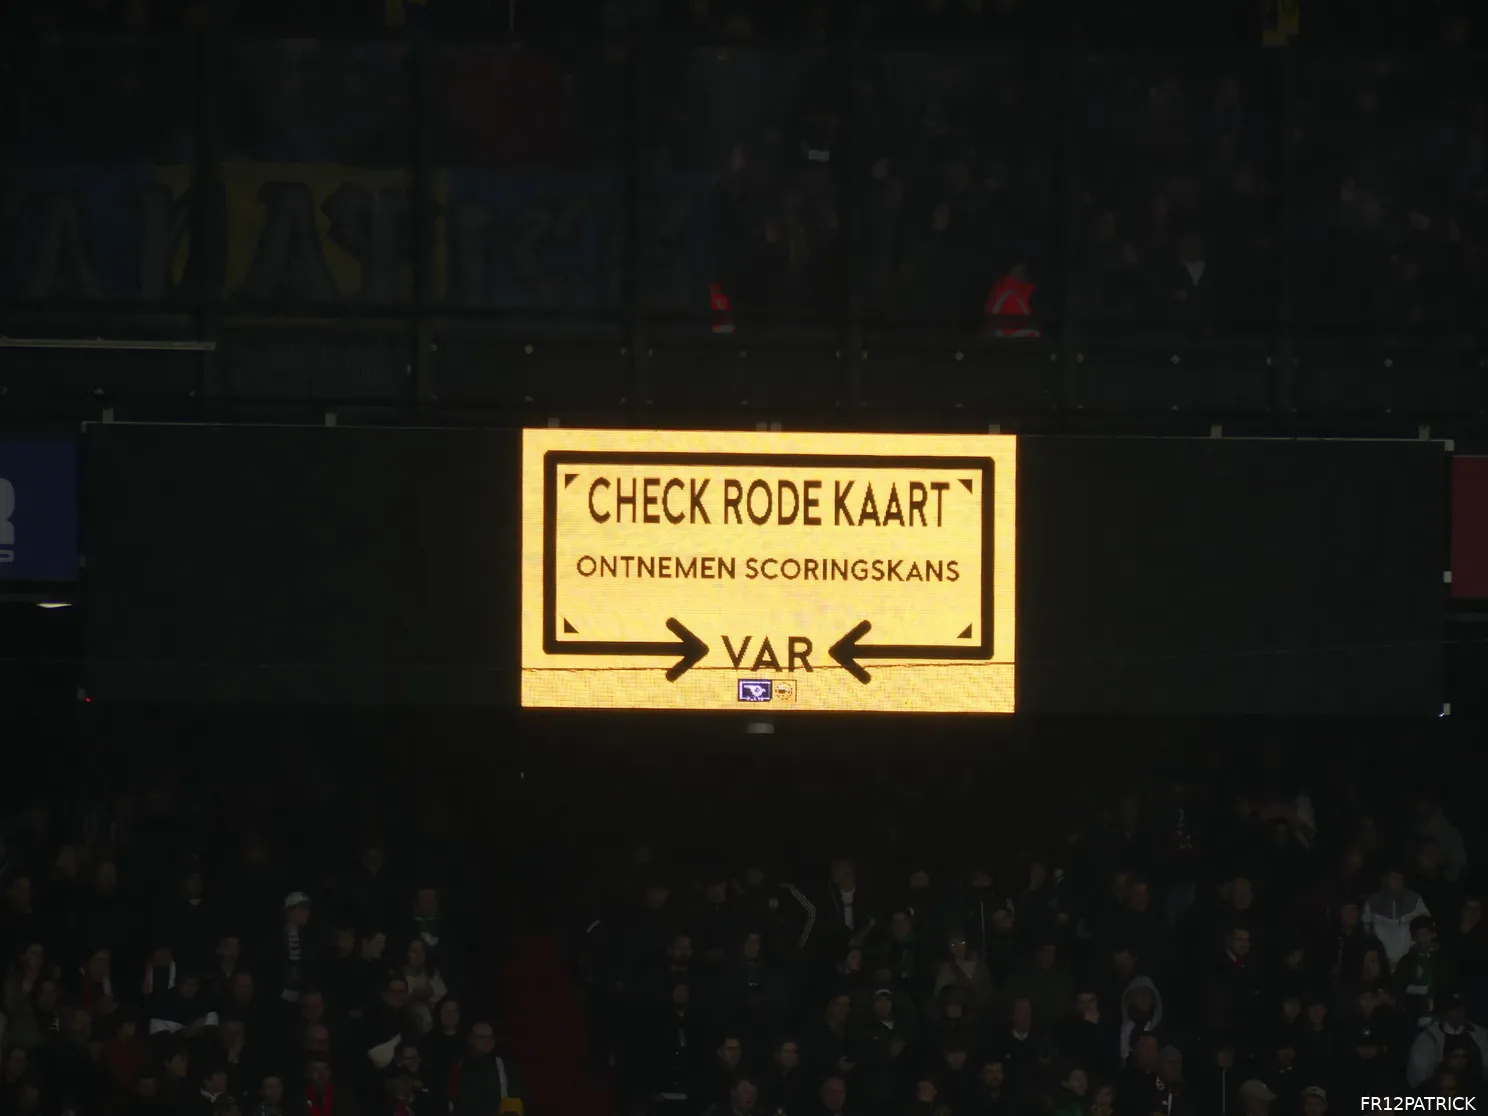 CHECK RODE KAART
ONTNEMEN SCORINGSKANS
VAR
FR12PATRICK